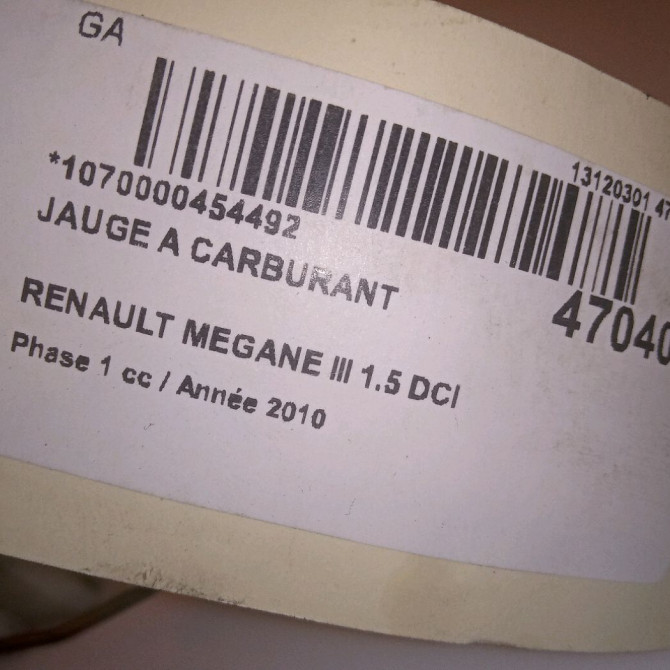 GA
13120301 47
*1070000454492
JAUGE A CARBURANT
47040
RENAULT MEGANE III 1.5 DCI
Phase 1 cc / Année 2010